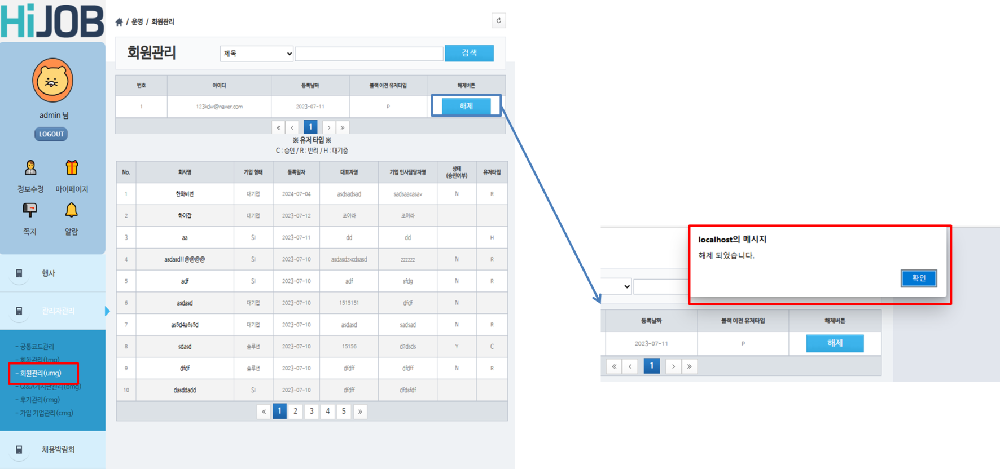 HiJOB
admin 님
LOGOUT
정보수정 마이페이지
쪽지 알람
행사
관리자관리
- 공통코드관리
- 회차관리(tmg)
- 회원관리(umg)
- Q&A게시판관리(bmg)
- 후기관리(rmg)
- 가입 기업관리(cmg)
채용박람회
/ 운영 / 회원관리
회원관리 제목 검 색
번호 아이디 등록날짜 블랙 이전 유저타입 해제버튼
1 123kdw@naver.com 2023-07-11 P 해제
« ‹ 1 › »
※ 유저 타입 ※
C : 승인 / R : 반려 / H : 대기중
No. 회사명 기업 형태 등록일자 대표자명 기업 인사담당자명 상태 (승인여부) 유저타입
1 한화비전 대기업 2024-07-04 asdsadsad sadsaacasav N R
2 하이잡 대기업 2023-07-12 조아라 조아라
3 aa SI 2023-07-11 dd dd H
4 asdasd!!@@@@ SI 2023-07-10 asdasdzxcdsasd zzzzzz N R
5 adf SI 2023-07-10 adf sfdg N R
6 asdasd 대기업 2023-07-10 1515151 dfdf N
7 as5d4a6s5d 대기업 2023-07-10 asdasd sadsad N R
8 sdasd 솔루션 2023-07-10 15156 d2dsds Y C
9 dfdf 솔루션 2023-07-10 dfdff dfdff N R
10 dasddadd SI 2023-07-10 dfdff dfdsfdf
« 1 2 3 4 5 »
localhost의 메시지
해제 되었습니다.
확인
등록날짜 블랙 이전 유저타입 해제버튼
2023-07-11 P 해제
« ‹ 1 › »